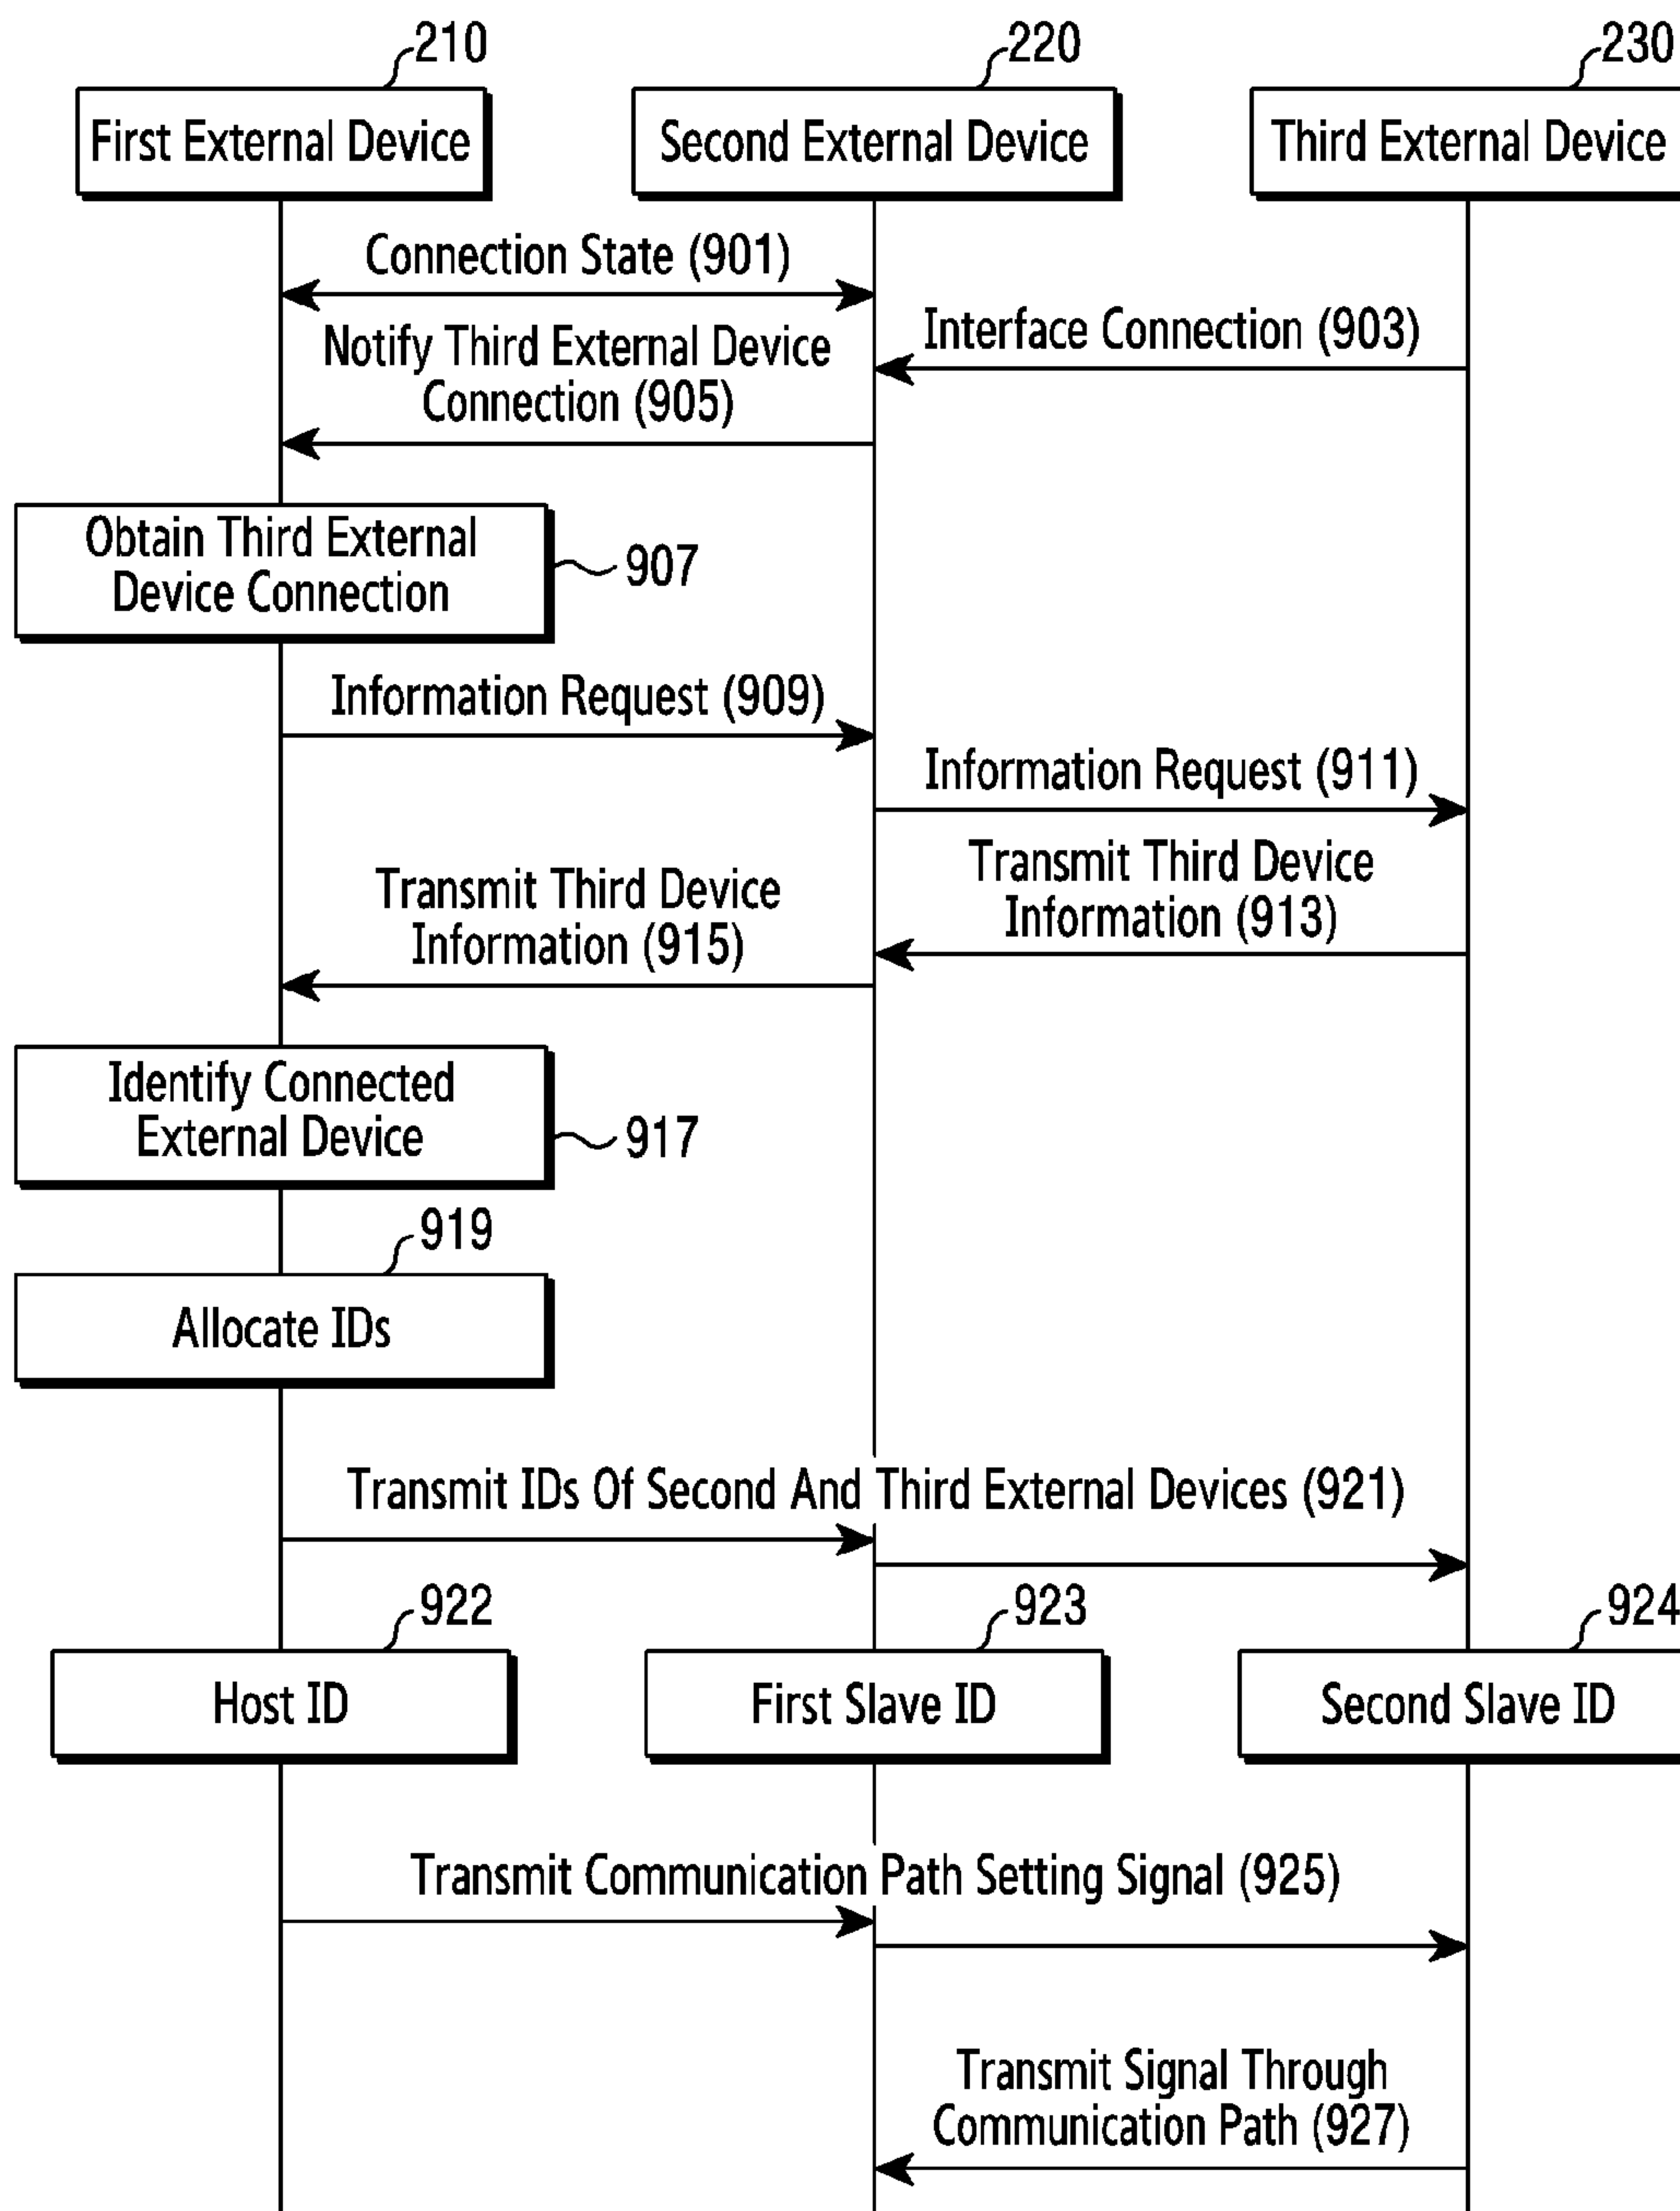 210
220
230
First External Device
Second External Device
Third External Device
Connection State (901)
Interface Connection (903)
Notify Third External Device
Connection (905)
Obtain Third External
Device Connection
907
Information Request (909)
Information Request (911)
Transmit Third Device
Information (913)
Transmit Third Device
Information (915)
Identify Connected
External Device
917
919
Allocate IDs
Transmit IDs Of Second And Third External Devices (921)
922
923
924
Host ID
First Slave ID
Second Slave ID
Transmit Communication Path Setting Signal (925)
Transmit Signal Through
Communication Path (927)